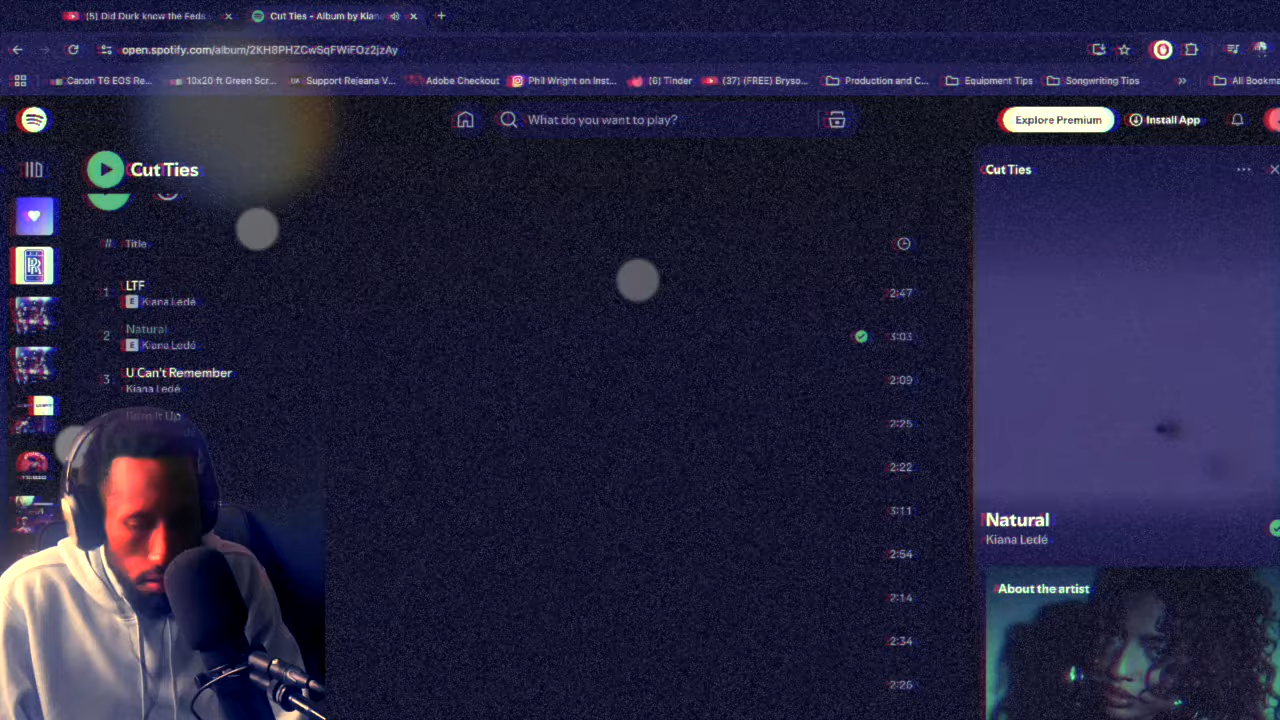 (5) Did Durk know the Feds
Cut Ties - Album by Kian
open.spotify.com/album/2KH8PHZCwSqFWiFOz2jzAy
Canon T6 EOS Re...
10x20 ft Green Scr...
Support Rejeana V...
Adobe Checkout
Phil Wright on Inst...
(6) Tinder
(37) (FREE) Bryso...
Production and C...
Equipment Tips
Songwriting Tips
All Bookma
What do you want to play?
Explore Premium
Install App
Cut Ties
Cut Ties
# Title
1 LTF 2:47
E Kiana Ledé
2 Natural 3:03
E Kiana Ledé
3 U Can't Remember 2:09
Kiana Ledé
2:25
2:22
3:11
2:54
2:14
2:34
2:26
Natural
Kiana Ledé
About the artist